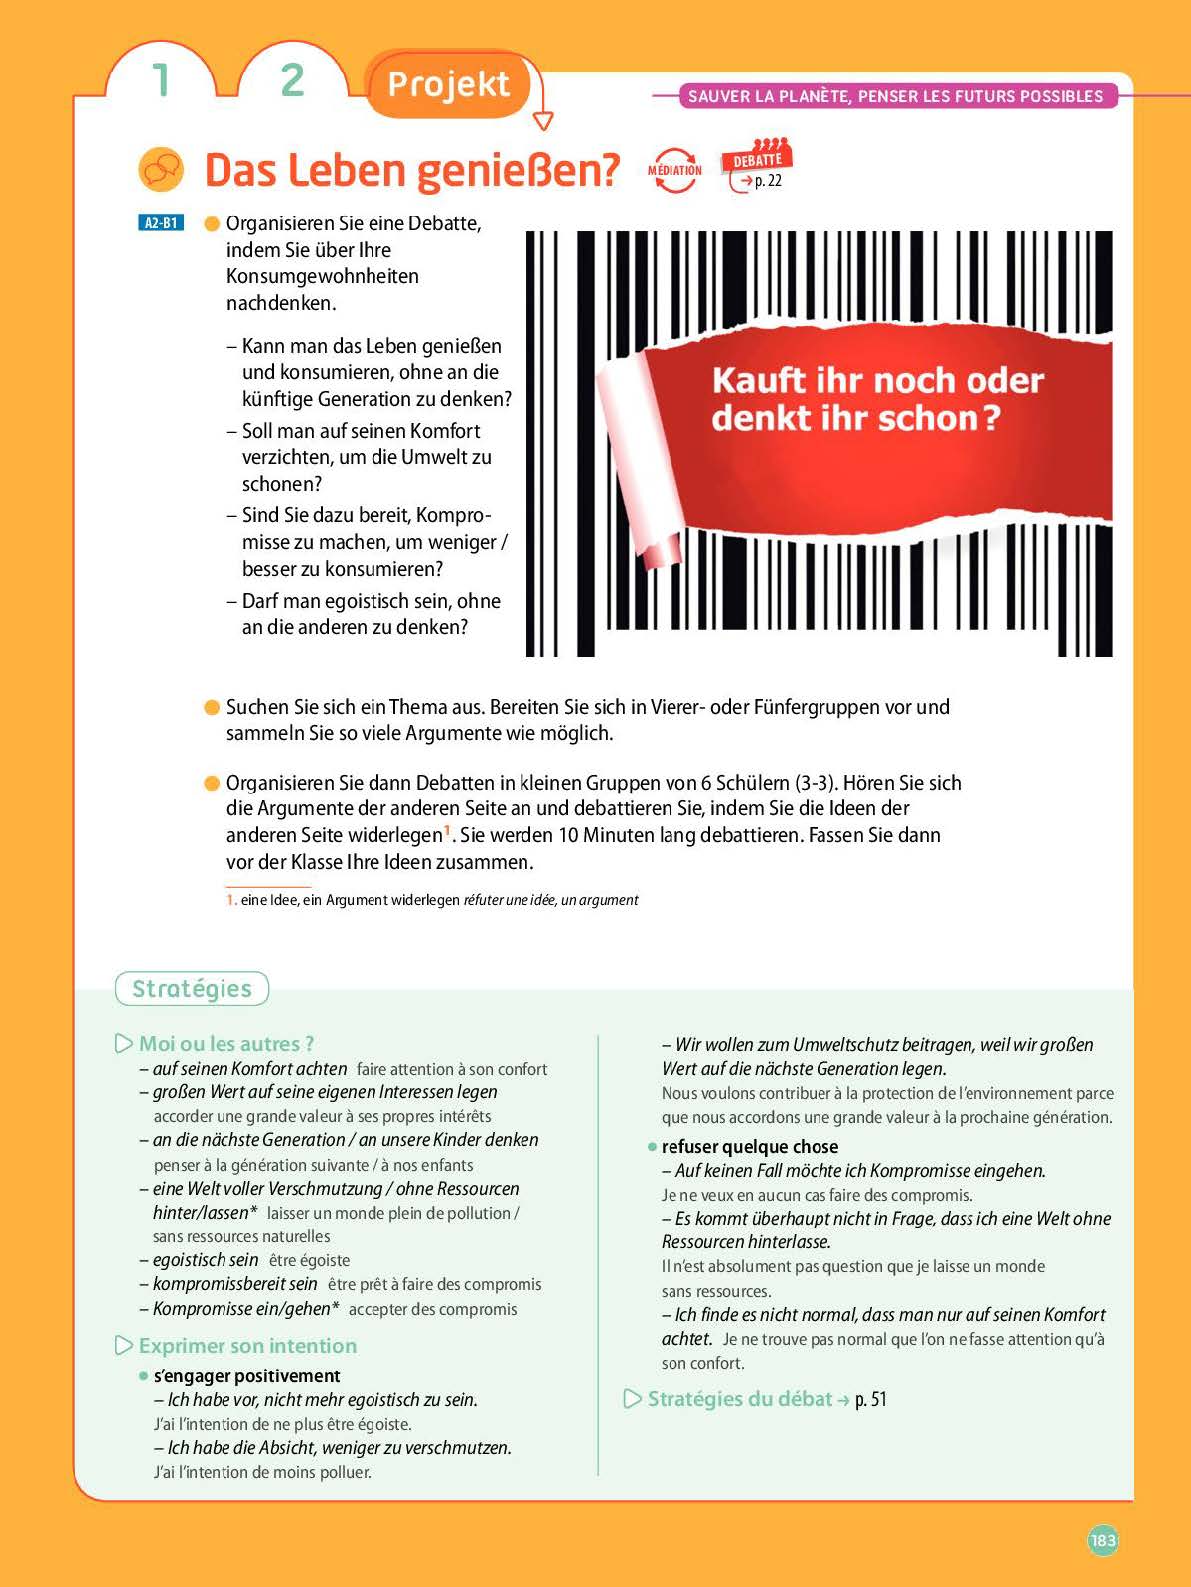 1
2
Projekt
SAUVER LA PLANÈTE, PENSER LES FUTURS POSSIBLES
Das Leben genießen?
MÉDIATION
DEBATTE
p. 22
A2-B1
Organisieren Sie eine Debatte,
indem Sie über Ihre
Konsumgewohnheiten
nachdenken.
– Kann man das Leben genießen
und konsumieren, ohne an die
künftige Generation zu denken?
– Soll man auf seinen Komfort
verzichten, um die Umwelt zu
schonen?
– Sind Sie dazu bereit, Kompro-
misse zu machen, um weniger /
besser zu konsumieren?
– Darf man egoistisch sein, ohne
an die anderen zu denken?
Kauft ihr noch oder
denkt ihr schon?
Suchen Sie sich ein Thema aus. Bereiten Sie sich in Vierer- oder Fünfergruppen vor und
sammeln Sie so viele Argumente wie möglich.
Organisieren Sie dann Debatten in kleinen Gruppen von 6 Schülern (3-3). Hören Sie sich
die Argumente der anderen Seite an und debattieren Sie, indem Sie die Ideen der
anderen Seite widerlegen1. Sie werden 10 Minuten lang debattieren. Fassen Sie dann
vor der Klasse Ihre Ideen zusammen.
1. eine Idee, ein Argument widerlegen réfuter une idée, un argument
Stratégies
Moi ou les autres ?
– auf seinen Komfort achten faire attention à son confort
– großen Wert auf seine eigenen Interessen legen
accorder une grande valeur à ses propres intérêts
– an die nächste Generation / an unsere Kinder denken
penser à la génération suivante / à nos enfants
– eine Welt voller Verschmutzung / ohne Ressourcen
hinter/lassen* laisser un monde plein de pollution /
sans ressources naturelles
– egoistisch sein être égoiste
– kompromissbereit sein être prêt à faire des compromis
– Kompromisse ein/gehen* accepter des compromis
Exprimer son intention
s'engager positivement
– Ich habe vor, nicht mehr egoistisch zu sein.
J'ai l'intention de ne plus être égoiste.
– Ich habe die Absicht, weniger zu verschmutzen.
J'ai l'intention de moins polluer.
– Wir wollen zum Umweltschutz beitragen, weil wir großen
Wert auf die nächste Generation legen.
Nous voulons contribuer à la protection de l'environnement parce
que nous accordons une grande valeur à la prochaine génération.
refuser quelque chose
– Auf keinen Fall möchte ich Kompromisse eingehen.
Je ne veux en aucun cas faire des compromis.
– Es kommt überhaupt nicht in Frage, dass ich eine Welt ohne
Ressourcen hinterlasse.
Il n'est absolument pas question que je laisse un monde
sans ressources.
– Ich finde es nicht normal, dass man nur auf seinen Komfort
achtet. Je ne trouve pas normal que l'on ne fasse attention qu'à
son confort.
Stratégies du débat → p. 51
183